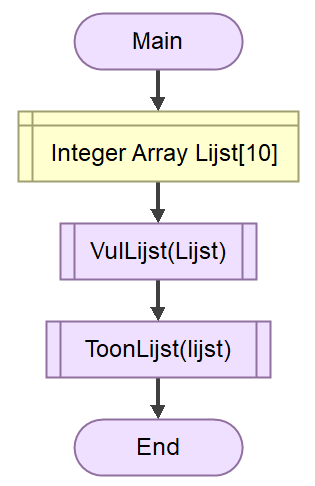 Main
Integer Array Lijst[10]
VulLijst(Lijst)
ToonLijst(lijst)
End